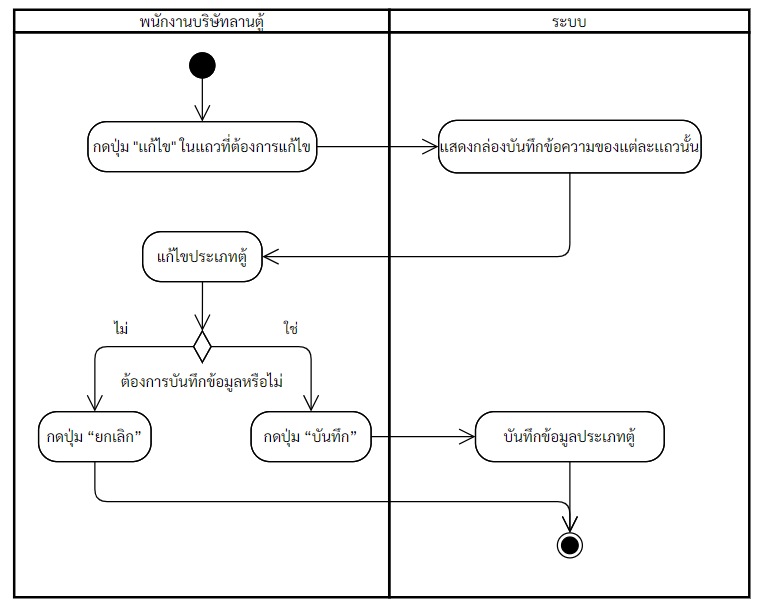 พนักงานบริษัทลานตู้
ระบบ
กดปุ่ม "แก้ไข" ในแถวที่ต้องการแก้ไข
แสดงกล่องบันทึกข้อความของแต่ละแถวนั้น
แก้ไขประเภทตู้
ไม่
ใช่
ต้องการบันทึกข้อมูลหรือไม่
กดปุ่ม “ยกเลิก”
กดปุ่ม “บันทึก”
บันทึกข้อมูลประเภทตู้